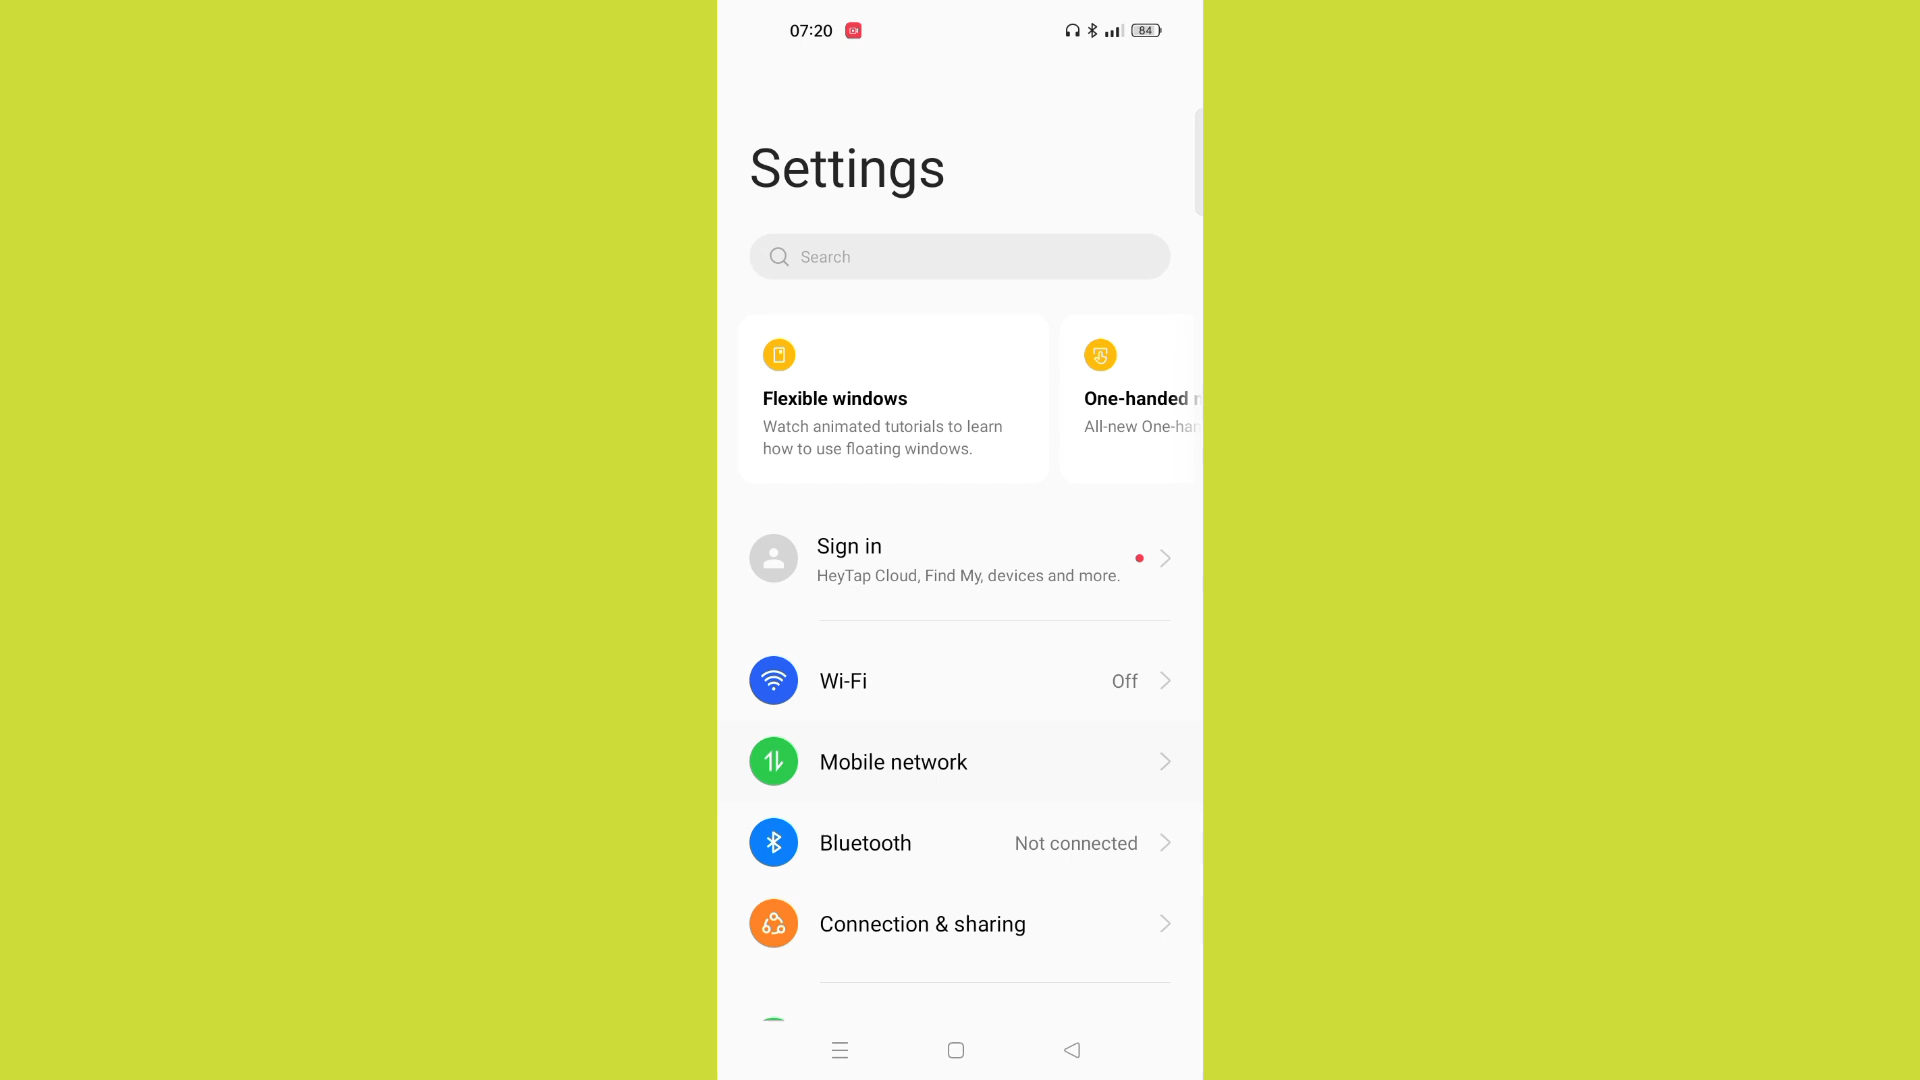 07:20
84
Settings
Search
Flexible windows
Watch animated tutorials to learn
how to use floating windows.
One-handed
All-new One-han
Sign in
HeyTap Cloud, Find My, devices and more.
Wi-Fi
Off
Mobile network
Bluetooth
Not connected
Connection & sharing